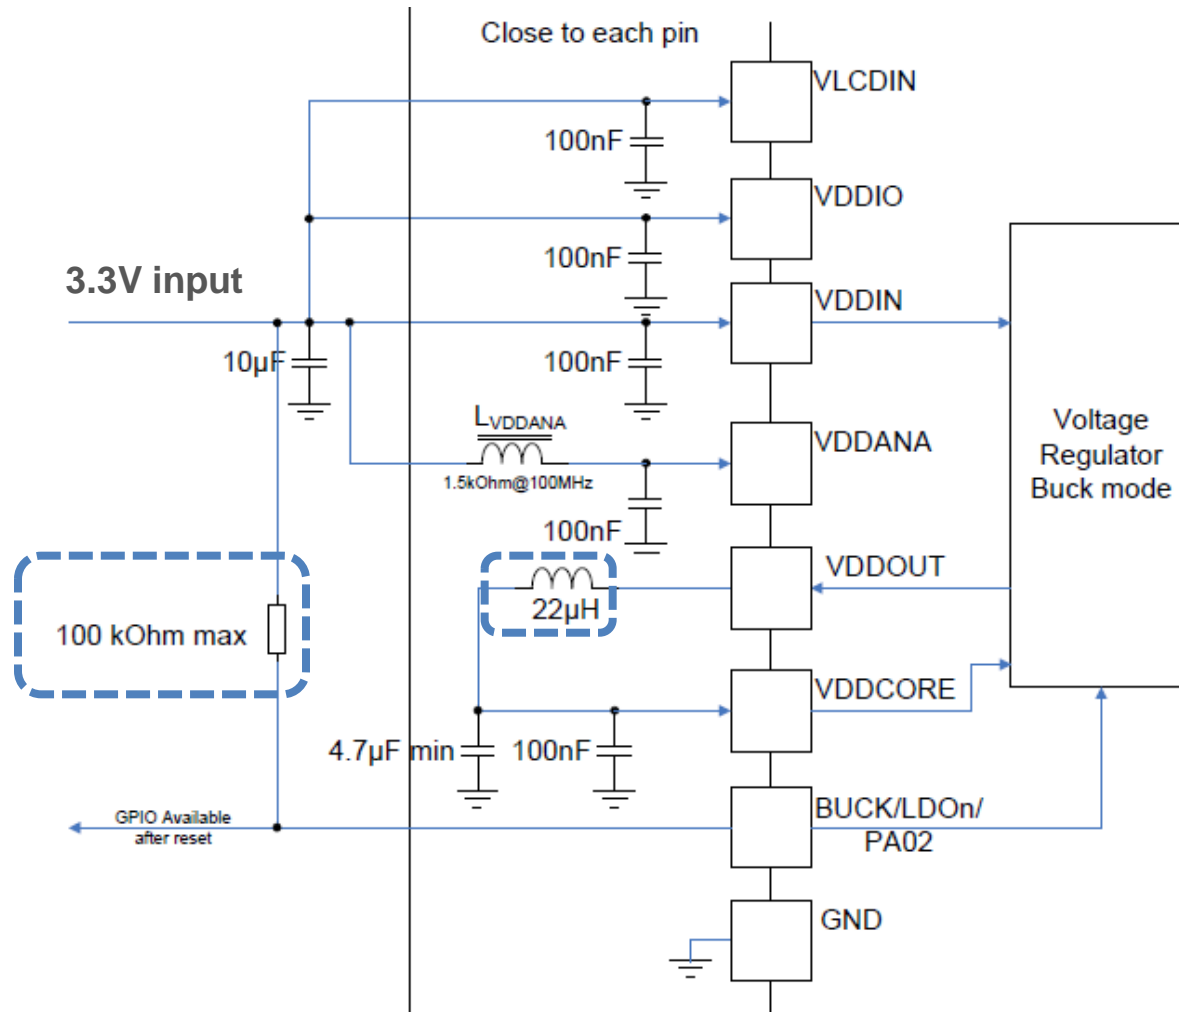 Close to each pin
VLCDIN
100nF
VDDIO
100nF
3.3V input
VDDIN
10µF
100nF
LVDDANA
1.5kOhm@100MHz
VDDANA
100nF
Voltage
Regulator
Buck mode
VDDOUT
22µH
100 kOhm max
VDDCORE
4.7µF min
100nF
GPIO Available
after reset
BUCK/LDOn/
PA02
GND